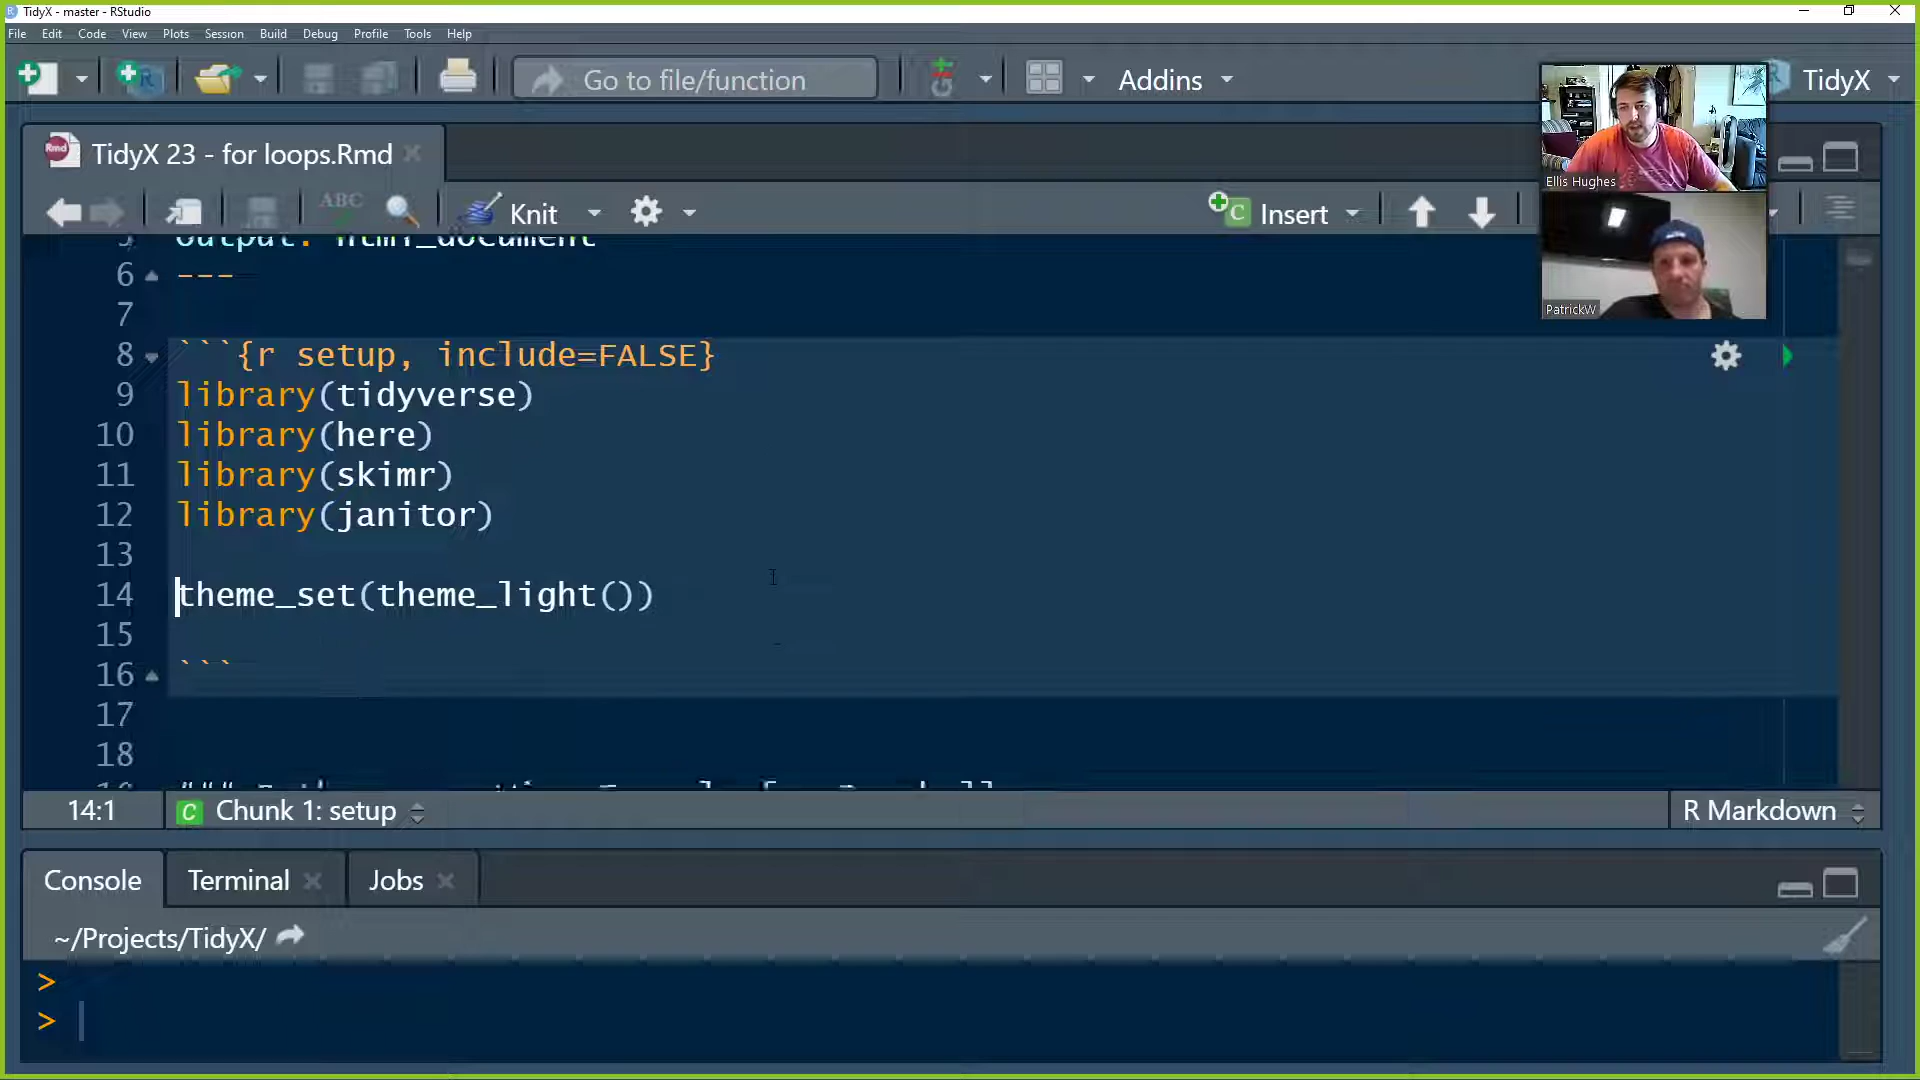 TidyX - master - RStudio
File Edit Code View Plots Session Build Debug Profile Tools Help
Go to file/function
Addins
TidyX
TidyX 23 - for loops.Rmd
ABC
Knit
Insert
Ellis Hughes
PatrickW
5 output: html_document
6 ---
7
8 ```{r setup, include=FALSE}
9 library(tidyverse)
10 library(here)
11 library(skimr)
12 library(janitor)
13
14 theme_set(theme_light())
15
16 ```
17
18
14:1
Chunk 1: setup
R Markdown
Console Terminal Jobs
~/Projects/TidyX/
>
>